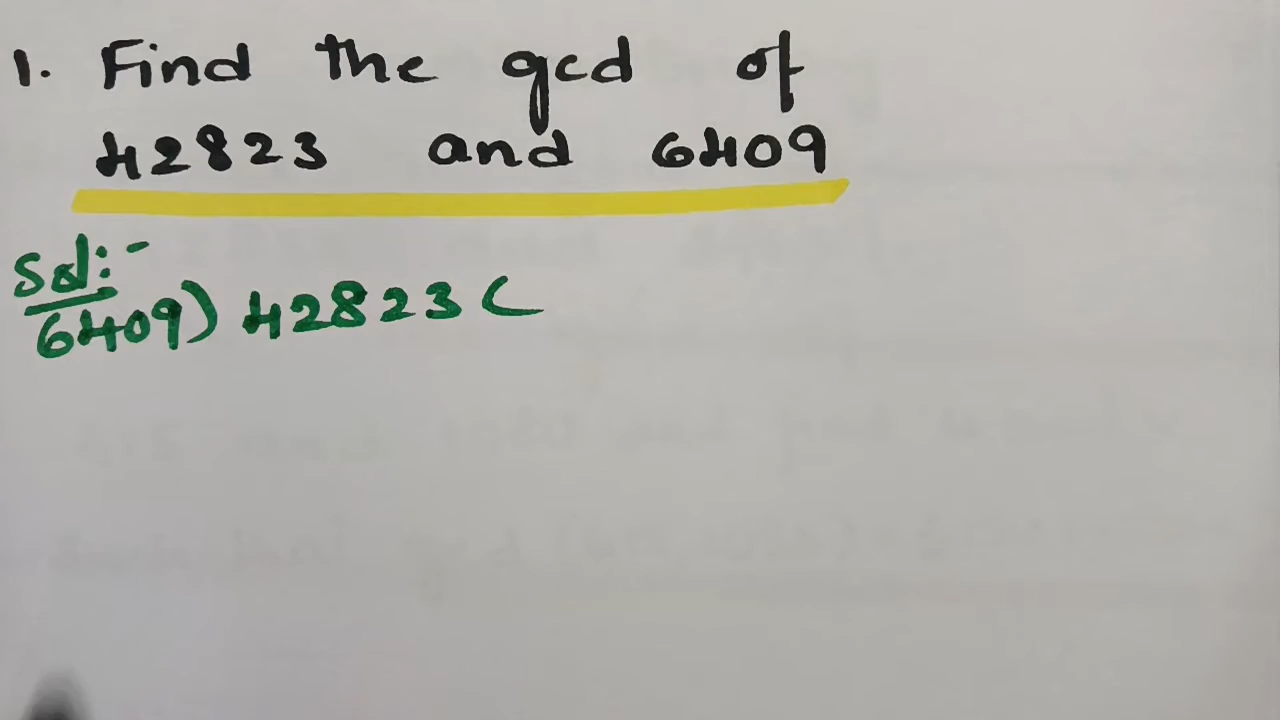 1. Find the gcd of
42823 and 6409
Sol:-
6409) 42823 (